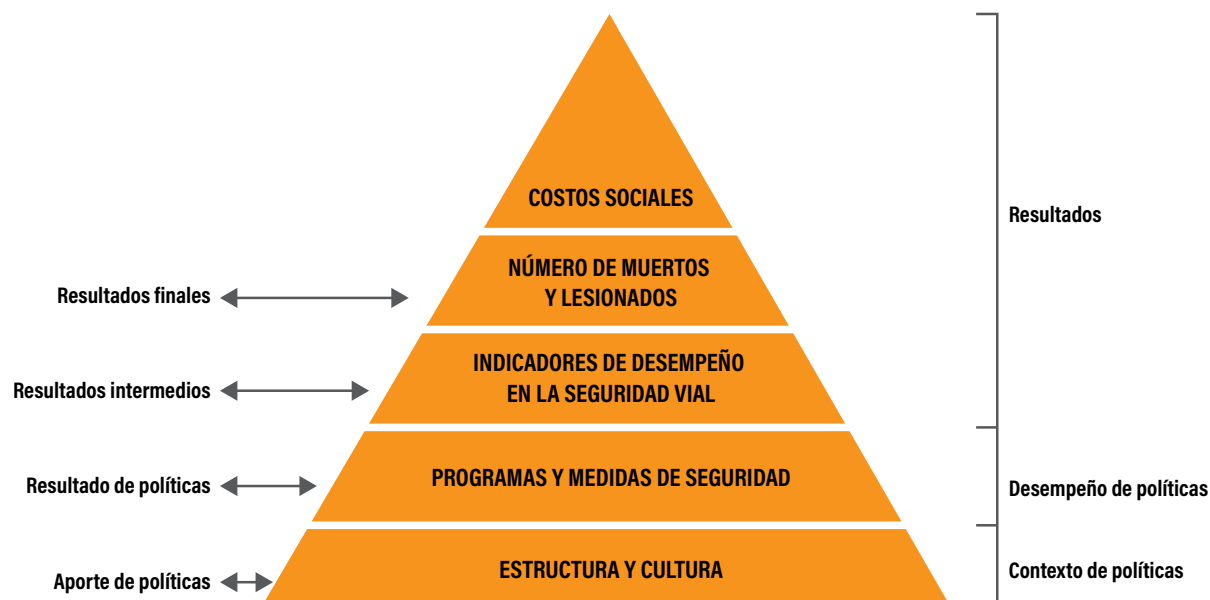 COSTOS SOCIALES
Resultados
NÚMERO DE MUERTOS
Y LESIONADOS
Resultados finales
INDICADORES DE DESEMPEÑO
EN LA SEGURIDAD VIAL
Resultados intermedios
PROGRAMAS Y MEDIDAS DE SEGURIDAD
Resultado de políticas
Desempeño de políticas
ESTRUCTURA Y CULTURA
Aporte de políticas
Contexto de políticas